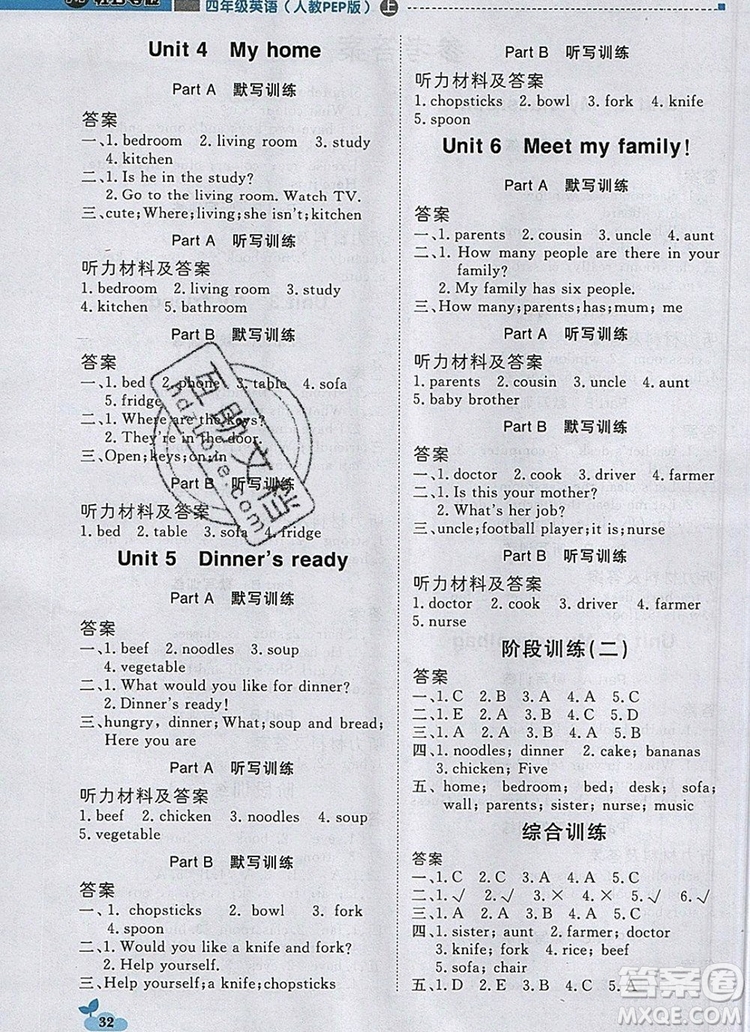 四年级英语（人教PEP版）上
Unit 4 My home
Part A 默写训练
答案
一、1. bedroom 2. living room 3. study
4. kitchen
二、1. Is he in the study?
2. Go to the living room. Watch TV.
三、cute; Where; living; she isn't; kitchen
Part A 听写训练
听力材料及答案
1. bedroom 2. living room 3. study
4. kitchen 5. bathroom
Part B 默写训练
答案
一、1. bed 2. phone 3. table 4. sofa
5. fridge
二、1. Where are the keys?
2. They're in the door.
三、Open; keys; on; in
Part B 听写训练
听力材料及答案
1. bed 2. table 3. sofa 4. fridge
Unit 5 Dinner's ready
Part A 默写训练
答案
一、1. beef 2. noodles 3. soup
4. vegetable
二、1. What would you like for dinner?
2. Dinner's ready!
三、hungry, dinner; What; soup and bread;
Here you are
Part A 听写训练
听力材料及答案
1. beef 2. chicken 3. noodles 4. soup
5. vegetable
Part B 默写训练
答案
一、1. chopsticks 2. bowl 3. fork
4. spoon
二、1. Would you like a knife and fork?
2. Help yourself.
三、Help yourself; chopsticks; Yes
32
Part B 听写训练
听力材料及答案
1. chopsticks 2. bowl 3. fork 4. knife
5. spoon
Unit 6 Meet my family!
Part A 默写训练
答案
一、1. parents 2. cousin 3. uncle 4. aunt
二、1. How many people are there in your
family?
2. My family has six people.
三、How many; parents; has; mum; me
Part A 听写训练
听力材料及答案
1. parents 2. cousin 3. uncle 4. aunt
5. baby brother
Part B 默写训练
答案
一、1. doctor 2. cook 3. driver 4. farmer
二、1. Is this your mother?
2. What's her job?
三、uncle; football player; it is; nurse
Part B 听写训练
听力材料及答案
1. doctor 2. cook 3. driver 4. farmer
5. nurse
阶段训练(二)
答案
一、1. C 2. B 3. A 4. A 5. C
二、1. E 2. A 3. D 4. C 5. B
三、1. C 2. A 3. A 4. A 5. C
四、1. noodles; dinner 2. cake; bananas
3. chicken; Five
五、home; bedroom; bed; desk; sofa;
wall; parents; sister; nurse; music
综合训练
答案
一、1. C 2. B 3. A 4. A 5. C
二、1. √ 2. √ 3. × 4. × 5. √ 6. √
三、1. A 2. B 3. A 4. A 5. C
四、1. sister; aunt 2. farmer; doctor
3. knife; fork 4. rice; beef
5. sofa; chair
五、1. D 2. B 3. E 4. C 5. A
互助文档
hdzuoye.com
答案圈
MXQE.COM